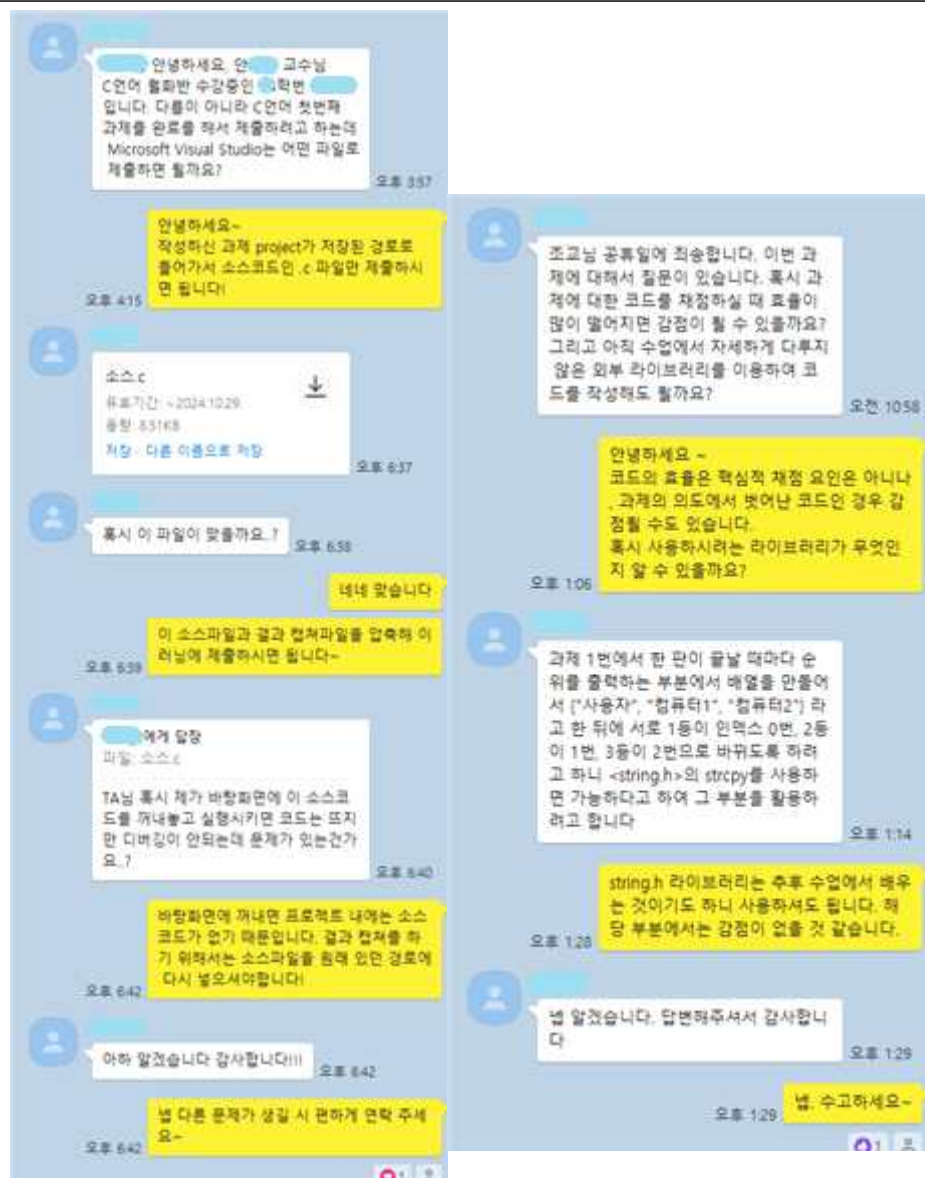 안녕하세요, 안 교수님
C언어 월화반 수강중인 학번
입니다. 다름이 아니라 C언어 첫번째
과제를 완료를 해서 제출하려고 하는데
Microsoft Visual Studio는 어떤 파일로
제출하면 될까요?
오후 3:57
안녕하세요~
작성하신 과제 project가 저장된 경로로
들어가서 소스코드인 .c 파일만 제출하시
면 됩니다!
오후 4:15
소스.c
유효기간: ~2024.10.29
용량: 8.51KB
저장 · 다른 이름으로 저장
오후 6:37
혹시 이 파일이 맞을까요..?
오후 6:38
네네 맞습니다
이 소스파일과 결과 캡쳐파일을 압축해 이
러닝에 제출하시면 됩니다~
오후 6:39
에게 답장
파일: 소스.c
TA님 혹시 제가 바탕화면에 이 소스코
드를 꺼내놓고 실행시키면 코드는 뜨지
만 디버깅이 안되는데 문제가 있는건가
요..?
오후 6:40
바탕화면에 꺼내면 프로젝트 내에는 소스
코드가 없기 때문입니다. 결과 캡쳐를 하
기 위해서는 소스파일을 원래 있던 경로에
다시 넣으셔야합니다!
오후 6:42
아하 알겠습니다 감사합니다!!!
오후 6:42
넵 다른 문제가 생길 시 편하게 연락 주세
요~
오후 6:42
1
조교님 공휴일에 죄송합니다. 이번 과
제에 대해서 질문이 있습니다. 혹시 과
제에 대한 코드를 채점하실 때 효율이
많이 떨어지면 감점이 될 수 있을까요?
그리고 아직 수업에서 자세하게 다루지
않은 외부 라이브러리를 이용하여 코
드를 작성해도 될까요?
오전 10:58
안녕하세요 ~
코드의 효율은 핵심적 채점 요인은 아니나
, 과제의 의도에서 벗어난 코드인 경우 감
점될 수도 있습니다.
혹시 사용하시려는 라이브러리가 무엇인
지 알 수 있을까요?
오후 1:06
과제 1번에서 한 판이 끝날 때마다 순
위를 출력하는 부분에서 배열을 만들어
서 {"사용자", "컴퓨터1", "컴퓨터2"} 라
고 한 뒤에 서로 1등이 인덱스 0번, 2등
이 1번, 3등이 2번으로 바뀌도록 하려
고 하니 <string.h>의 strcpy를 사용하
면 가능하다고 하여 그 부분을 활용하
려고 합니다
오후 1:14
string.h 라이브러리는 추후 수업에서 배우
는 것이기도 하니 사용하셔도 됩니다. 해
당 부분에서는 감점이 없을 것 같습니다.
오후 1:28
넵 알겠습니다. 답변해주셔서 감사합니
다
오후 1:29
넵, 수고하세요~
오후 1:29
1